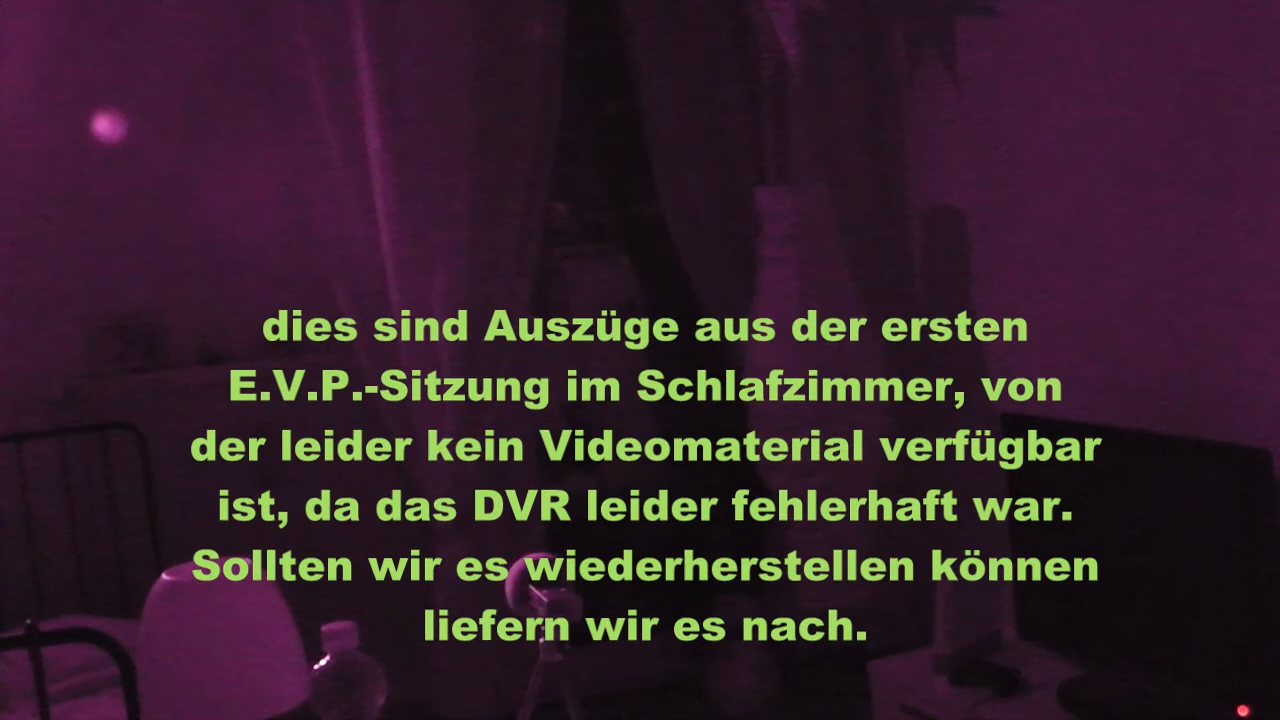 dies sind Auszüge aus der ersten
E.V.P.-Sitzung im Schlafzimmer, von
der leider kein Videomaterial verfügbar
ist, da das DVR leider fehlerhaft war.
Sollten wir es wiederherstellen können
liefern wir es nach.